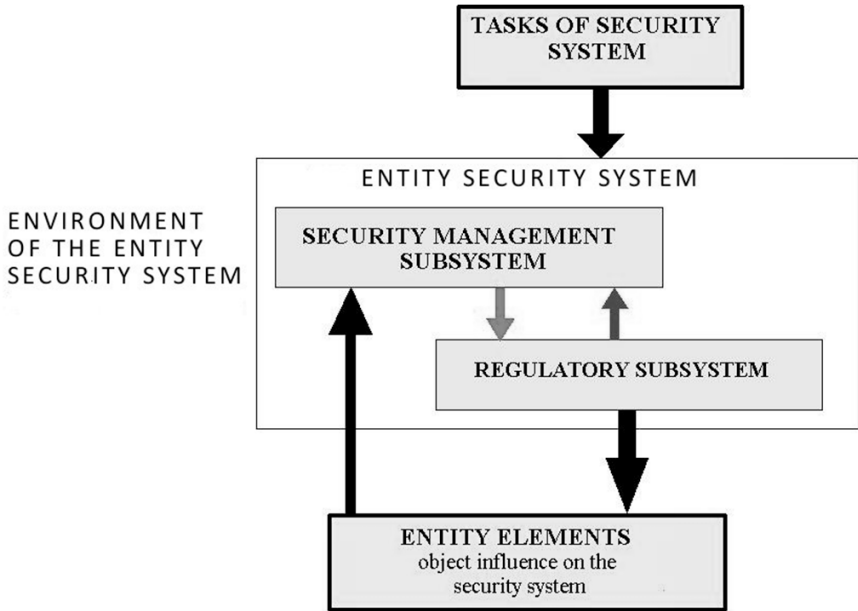 TASKS OF SECURITY
SYSTEM
ENTITY SECURITY SYSTEM
ENVIRONMENT
OF THE ENTITY
SECURITY SYSTEM
SECURITY MANAGEMENT
SUBSYSTEM
REGULATORY SUBSYSTEM
ENTITY ELEMENTS
object influence on the
security system